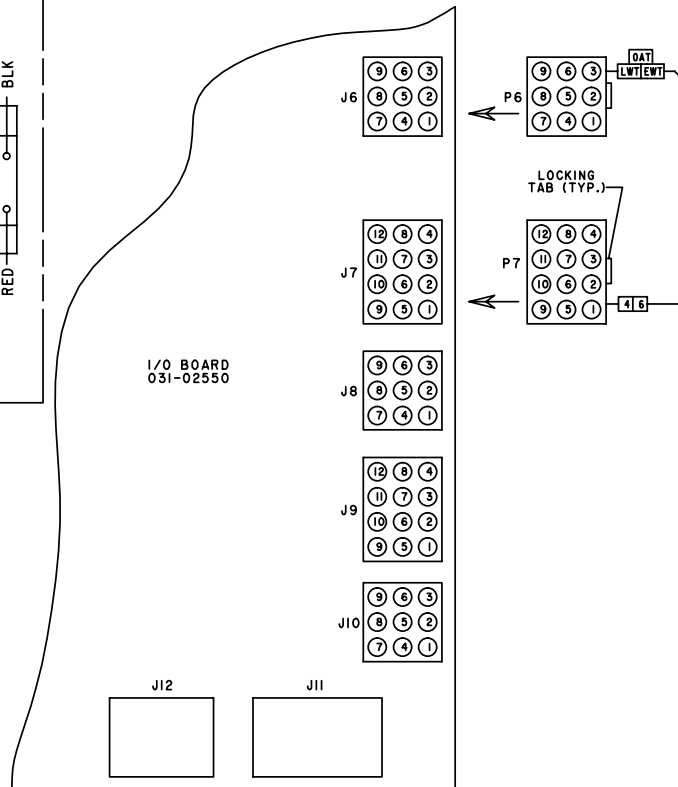 BLK
RED
I/O BOARD
031-02550
J6
9 6 3
8 5 2
7 4 1
P6
9 6 3
8 5 2
7 4 1
OAT
LWT EWT
LOCKING
TAB (TYP.)
J7
12 8 4
11 7 3
10 6 2
9 5 1
P7
12 8 4
11 7 3
10 6 2
9 5 1
4 6
J8
9 6 3
8 5 2
7 4 1
J9
12 8 4
11 7 3
10 6 2
9 5 1
J10
9 6 3
8 5 2
7 4 1
J12
J11